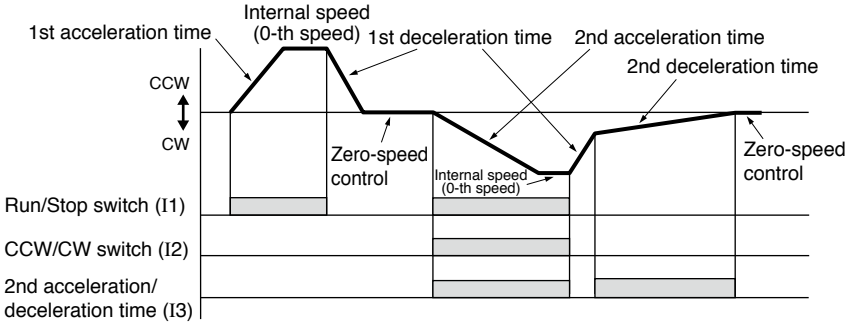 Internal speed
(0-th speed)
1st acceleration time
1st deceleration time
2nd acceleration time
2nd deceleration time
CCW
CW
Zero-speed
control
Internal speed
(0-th speed)
Zero-speed
control
Run/Stop switch (I1)
CCW/CW switch (I2)
2nd acceleration/
deceleration time (I3)